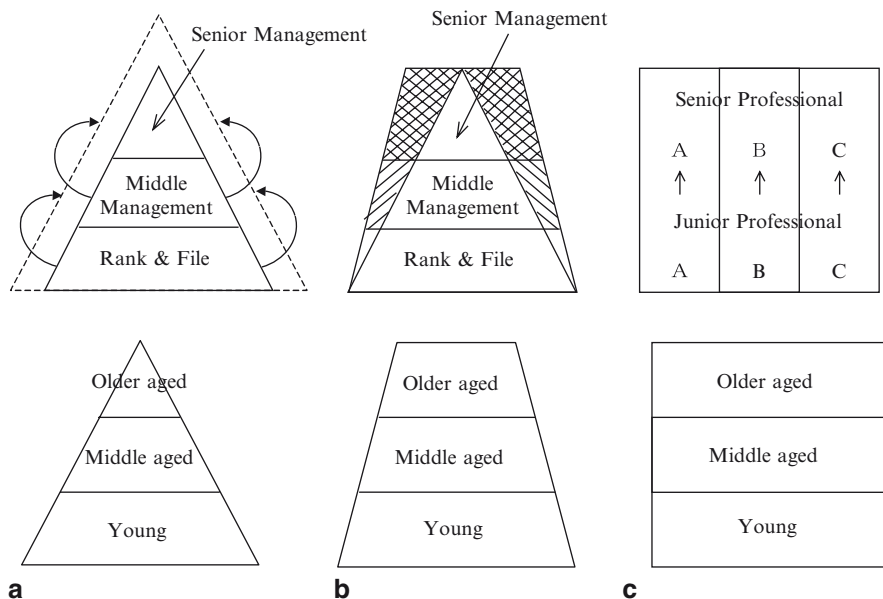 Senior Management
Middle
Management
Rank & File
Senior Management
Middle
Management
Rank & File
Senior Professional
A B C
Junior Professional
A B C
Older aged
Middle aged
Young
Older aged
Middle aged
Young
Older aged
Middle aged
Young
a b c